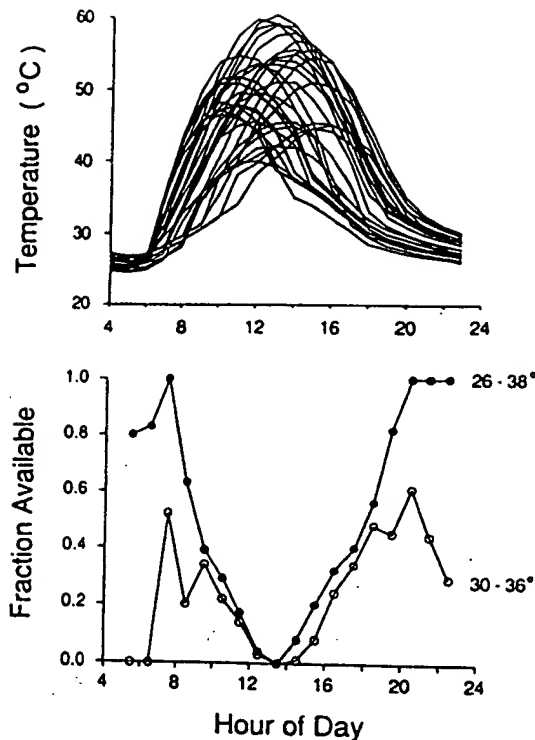 Temperature ( °C )
60
50
40
30
20
4 8 12 16 20 24
Fraction Available
1.0
0.8
0.6
0.4
0.2
0.0
4 8 12 16 20 24
26 - 38°
30 - 36°
Hour of Day